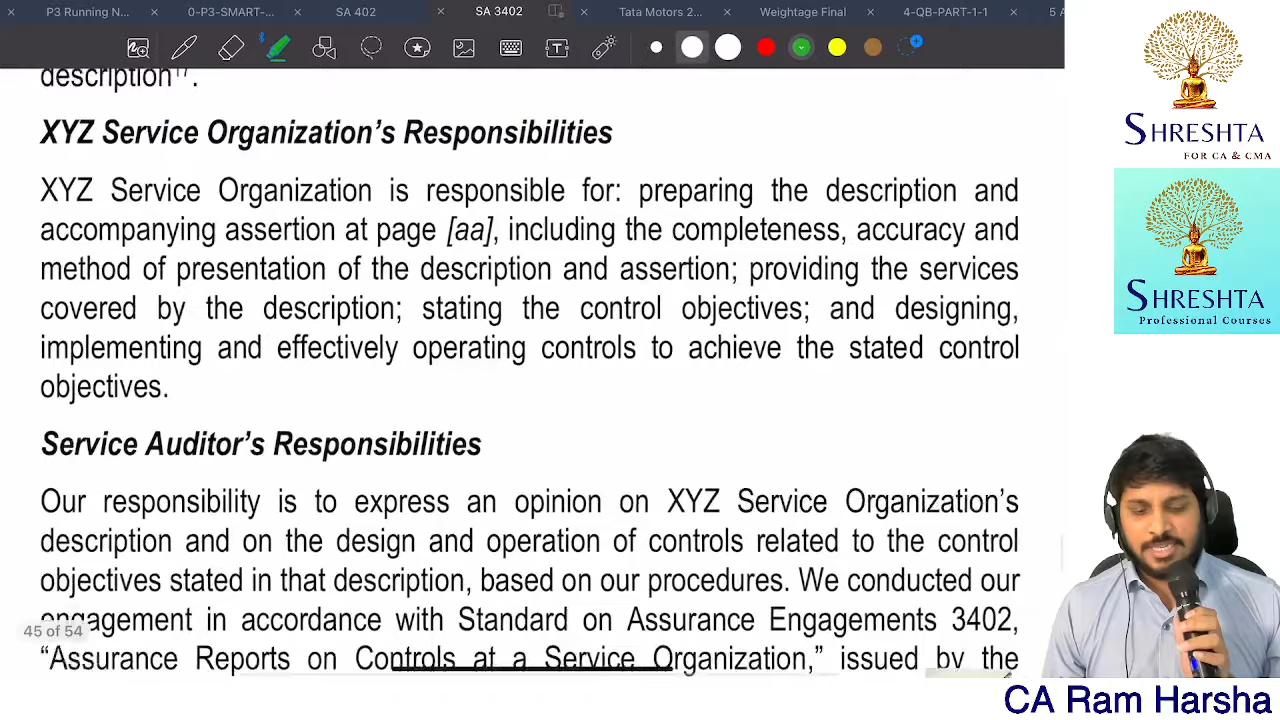 P3 Running N...
0-P3-SMART-...
SA 402
SA 3402
Tata Motors 2...
Weightage Final
4-QB-PART-1-1
5 A
description¹⁷.
XYZ Service Organization's Responsibilities
XYZ Service Organization is responsible for: preparing the description and
accompanying assertion at page [aa], including the completeness, accuracy and
method of presentation of the description and assertion; providing the services
covered by the description; stating the control objectives; and designing,
implementing and effectively operating controls to achieve the stated control
objectives.
Service Auditor's Responsibilities
Our responsibility is to express an opinion on XYZ Service Organization's
description and on the design and operation of controls related to the control
objectives stated in that description, based on our procedures. We conducted our
engagement in accordance with Standard on Assurance Engagements 3402,
45 of 54
"Assurance Reports on Controls at a Service Organization," issued by the
SHRESHTA
FOR CA & CMA
SHRESHTA
Professional Courses
CA Ram Harsha